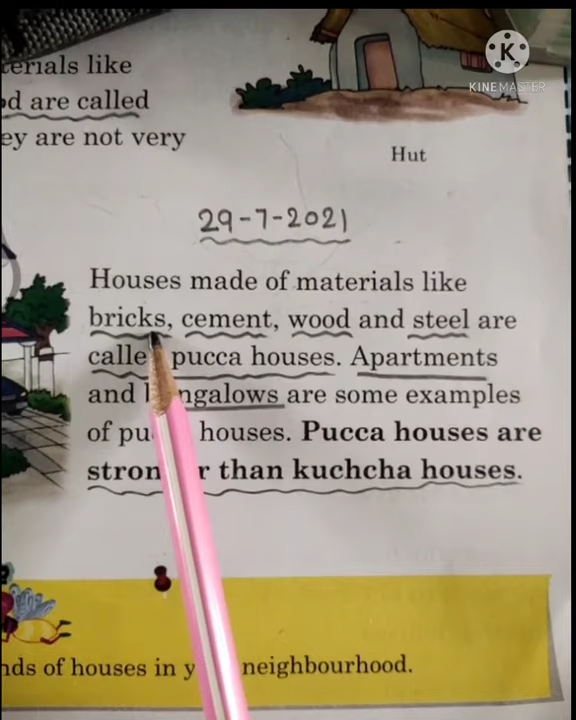 erials like
d are called
ey are not very
K
KINEMASTER
Hut
29-7-2021
Houses made of materials like
bricks, cement, wood and steel are
calle pucca houses. Apartments
and b ngalows are some examples
of pu houses. Pucca houses are
stron r than kuchcha houses.
nds of houses in y neighbourhood.